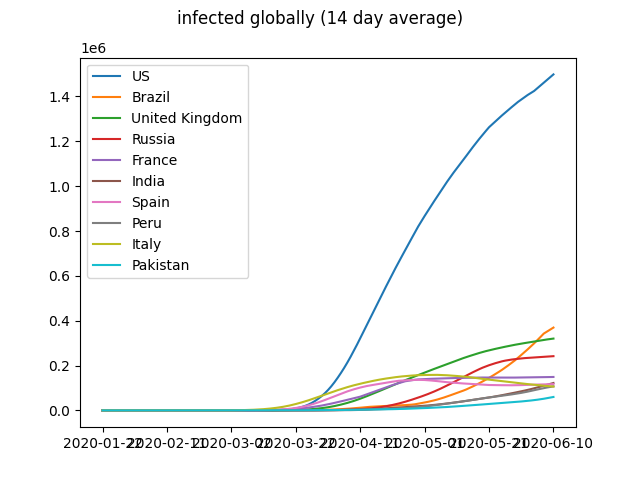 infected globally (14 day average)
1e6
US
Brazil
United Kingdom
Russia
France
India
Spain
Peru
Italy
Pakistan
1.4
1.2
1.0
0.8
0.6
0.4
0.2
0.0
2020-01-22 2020-02-11 2020-03-02 2020-03-22 2020-04-11 2020-05-01 2020-05-21 2020-06-10